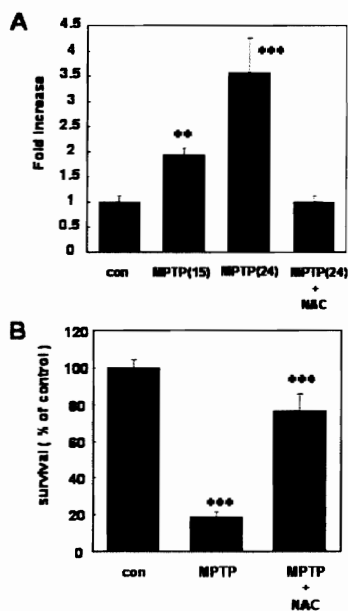 A
Fold Increase
4.5
4
3.5
3
2.5
2
1.5
1
0.5
0
**
***
con
MPTP(15)
MPTP(24)
MPTP(24)
+
NAC
B
survival ( % of control)
120
100
80
60
40
20
0
***
***
con
MPTP
MPTP
+
NAC